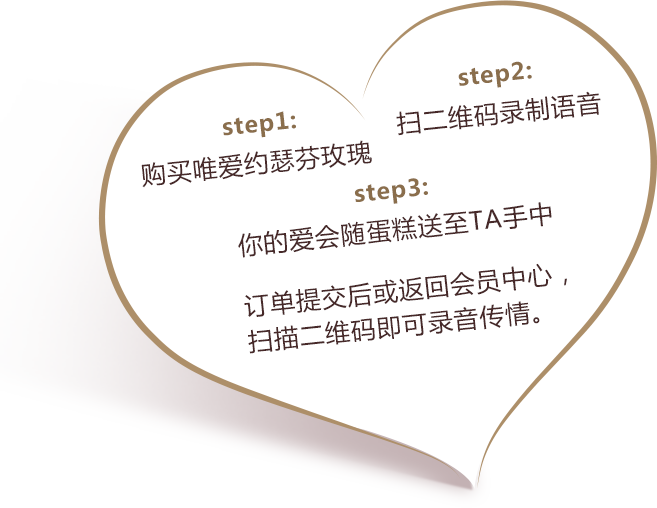 step1:
购买唯爱约瑟芬玫瑰
step2:
扫二维码录制语音
step3:
你的爱会随蛋糕送至TA手中
订单提交后或返回会员中心，
扫描二维码即可录音传情。